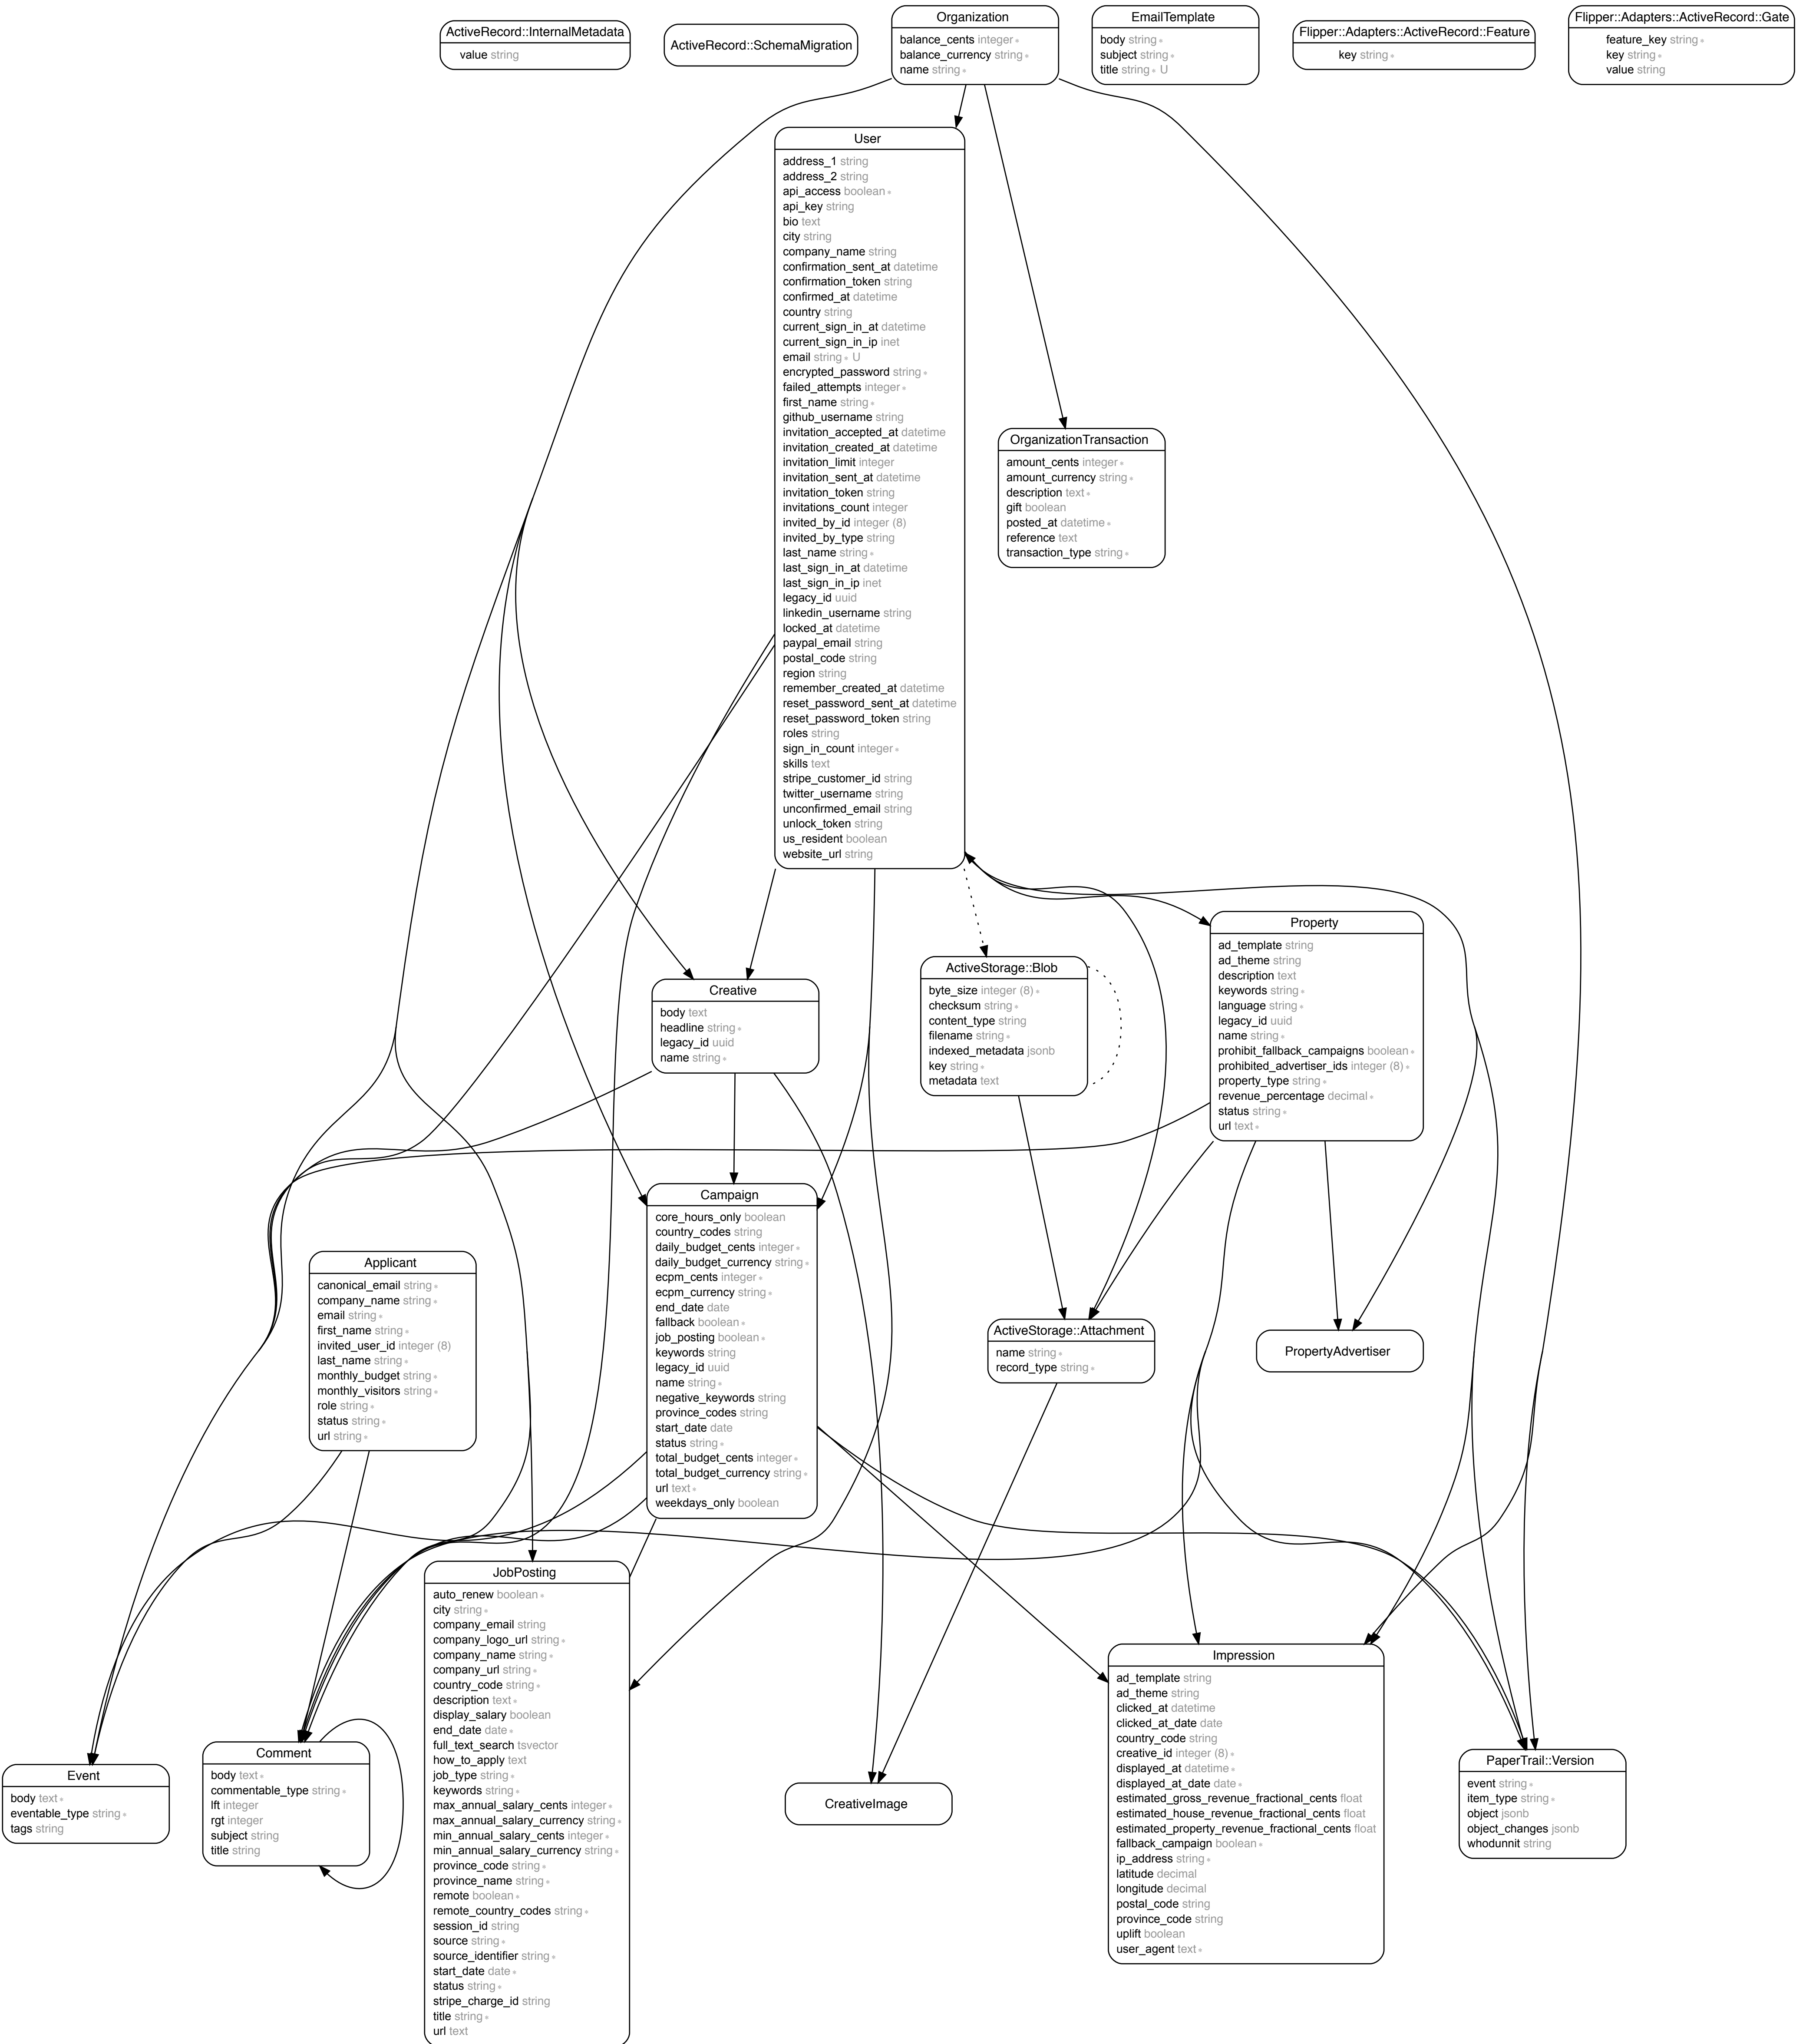 ActiveRecord::InternalMetadata
value string
ActiveRecord::SchemaMigration
Organization
balance_cents integer ∗
balance_currency string ∗
name string ∗
EmailTemplate
body string ∗
subject string ∗
title string ∗ U
Flipper::Adapters::ActiveRecord::Feature
key string ∗
Flipper::Adapters::ActiveRecord::Gate
feature_key string ∗
key string ∗
value string
User
address_1 string
address_2 string
api_access boolean ∗
api_key string
bio text
city string
company_name string
confirmation_sent_at datetime
confirmation_token string
confirmed_at datetime
country string
current_sign_in_at datetime
current_sign_in_ip inet
email string ∗ U
encrypted_password string ∗
failed_attempts integer ∗
first_name string ∗
github_username string
invitation_accepted_at datetime
invitation_created_at datetime
invitation_limit integer
invitation_sent_at datetime
invitation_token string
invitations_count integer
invited_by_id integer (8)
invited_by_type string
last_name string ∗
last_sign_in_at datetime
last_sign_in_ip inet
legacy_id uuid
linkedin_username string
locked_at datetime
paypal_email string
postal_code string
region string
remember_created_at datetime
reset_password_sent_at datetime
reset_password_token string
roles string
sign_in_count integer ∗
skills text
stripe_customer_id string
twitter_username string
unconfirmed_email string
unlock_token string
us_resident boolean
website_url string
OrganizationTransaction
amount_cents integer ∗
amount_currency string ∗
description text ∗
gift boolean
posted_at datetime ∗
reference text
transaction_type string ∗
Property
ad_template string
ad_theme string
description text
keywords string ∗
language string ∗
legacy_id uuid
name string ∗
prohibit_fallback_campaigns boolean ∗
prohibited_advertiser_ids integer (8) ∗
property_type string ∗
revenue_percentage decimal ∗
status string ∗
url text ∗
ActiveStorage::Blob
byte_size integer (8) ∗
checksum string ∗
content_type string
filename string ∗
indexed_metadata jsonb
key string ∗
metadata text
Creative
body text
headline string ∗
legacy_id uuid
name string ∗
Campaign
core_hours_only boolean
country_codes string
daily_budget_cents integer ∗
daily_budget_currency string ∗
ecpm_cents integer ∗
ecpm_currency string ∗
end_date date
fallback boolean ∗
job_posting boolean ∗
keywords string
legacy_id uuid
name string ∗
negative_keywords string
province_codes string
start_date date
status string ∗
total_budget_cents integer ∗
total_budget_currency string ∗
url text ∗
weekdays_only boolean
Applicant
canonical_email string ∗
company_name string ∗
email string ∗
first_name string ∗
invited_user_id integer (8)
last_name string ∗
monthly_budget string ∗
monthly_visitors string ∗
role string ∗
status string ∗
url string ∗
ActiveStorage::Attachment
name string ∗
record_type string ∗
PropertyAdvertiser
JobPosting
auto_renew boolean ∗
city string ∗
company_email string
company_logo_url string ∗
company_name string ∗
company_url string ∗
country_code string ∗
description text ∗
display_salary boolean
end_date date ∗
full_text_search tsvector
how_to_apply text
job_type string ∗
keywords string ∗
max_annual_salary_cents integer ∗
max_annual_salary_currency string ∗
min_annual_salary_cents integer ∗
min_annual_salary_currency string ∗
province_code string ∗
province_name string ∗
remote boolean ∗
remote_country_codes string ∗
session_id string
source string ∗
source_identifier string ∗
start_date date ∗
status string ∗
stripe_charge_id string
title string ∗
url text
Impression
ad_template string
ad_theme string
clicked_at datetime
clicked_at_date date
country_code string
creative_id integer (8) ∗
displayed_at datetime ∗
displayed_at_date date ∗
estimated_gross_revenue_fractional_cents float
estimated_house_revenue_fractional_cents float
estimated_property_revenue_fractional_cents float
fallback_campaign boolean ∗
ip_address string ∗
latitude decimal
longitude decimal
postal_code string
province_code string
uplift boolean
user_agent text ∗
Event
body text ∗
eventable_type string ∗
tags string
Comment
body text ∗
commentable_type string ∗
lft integer
rgt integer
subject string
title string
CreativeImage
PaperTrail::Version
event string ∗
item_type string ∗
object jsonb
object_changes jsonb
whodunnit string